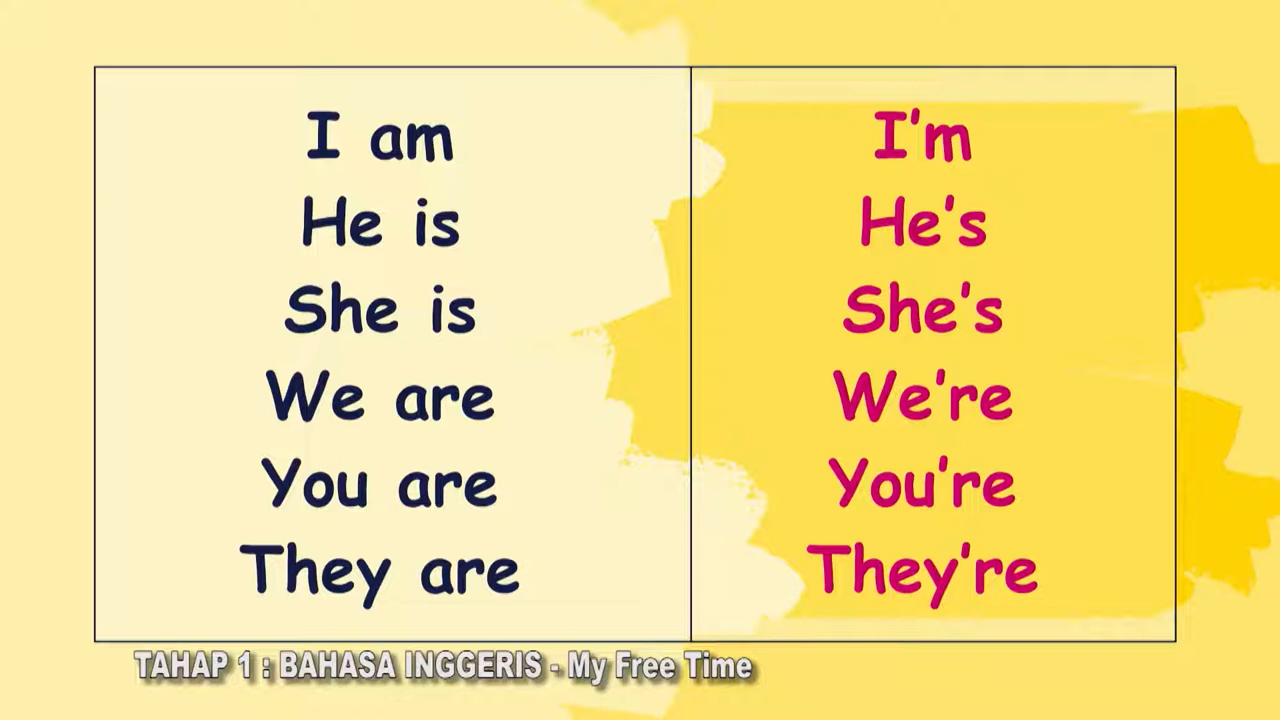 I am I'm
He is He's
She is She's
We are We're
You are You're
They are They're
TAHAP 1 : BAHASA INGGERIS - My Free Time